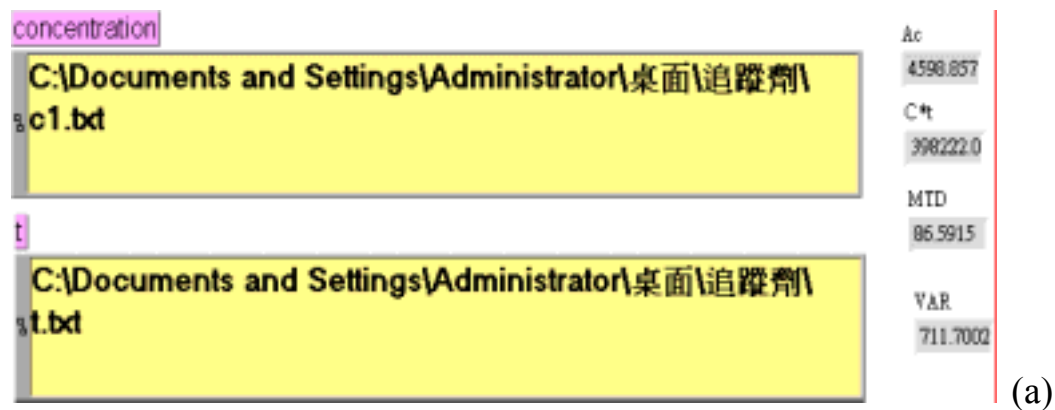 concentration
C:\Documents and Settings\Administrator\桌面\追蹤劑\
c1.txt
t
C:\Documents and Settings\Administrator\桌面\追蹤劑\
t.txt
Ac
4598.857
C*t
398222.0
MTD
86.5915
VAR
711.7002
(a)